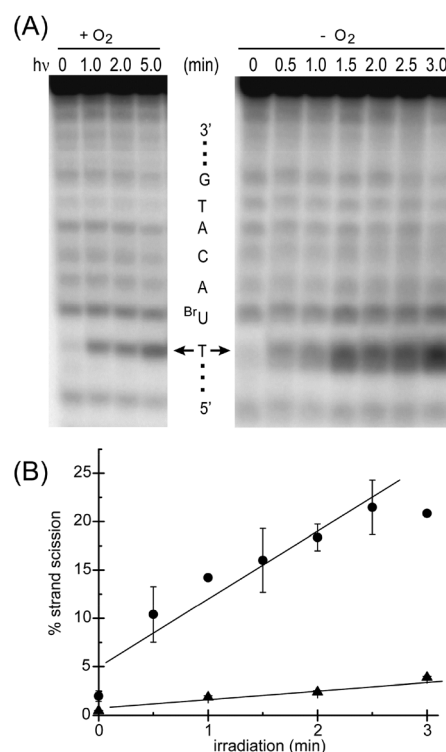 (A)
+ O2 - O2
hν 0 1.0 2.0 5.0 (min) 0 0.5 1.0 1.5 2.0 2.5 3.0
3'
G
T
A
C
A
BrU
T
5'
(B)
25
20
15
10
5
0
% strand scission
0 1 2 3
irradiation (min)